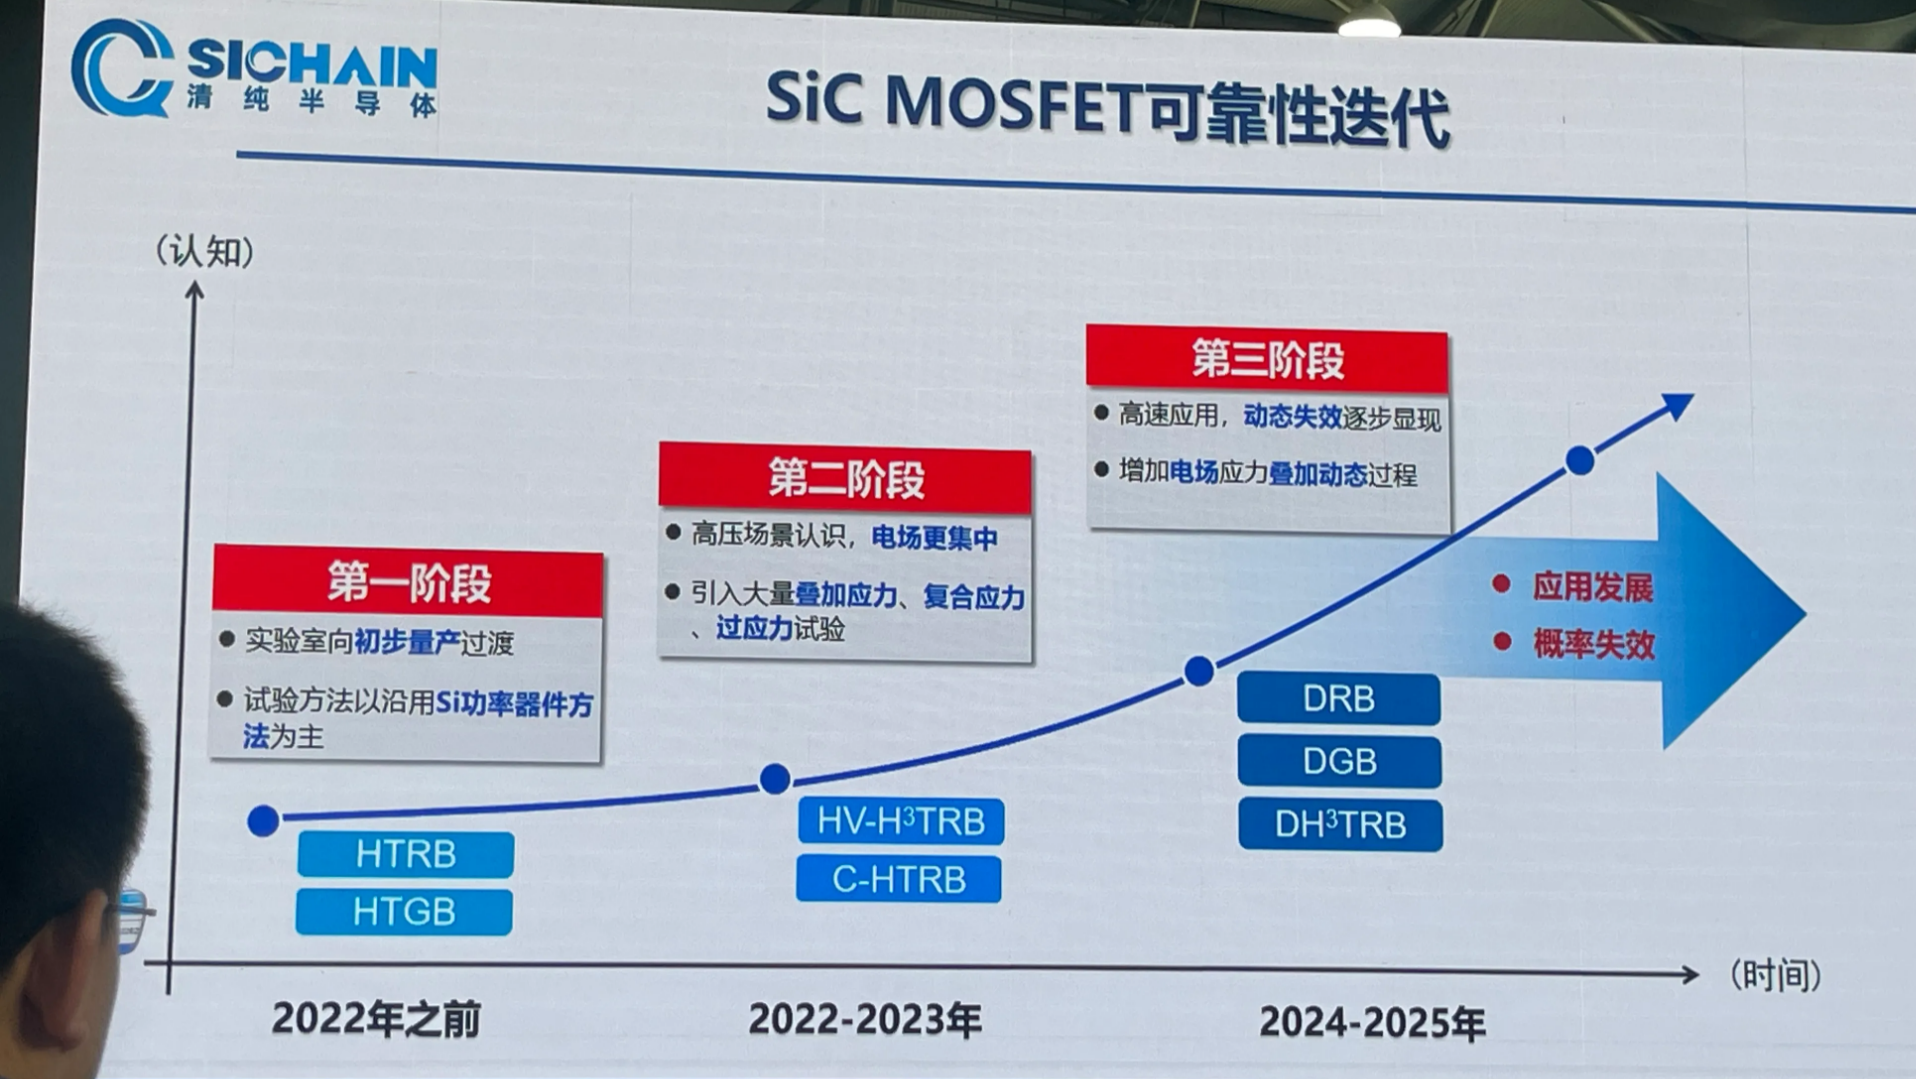 SICHAIN
清纯半导体
SiC MOSFET可靠性迭代
(认知)
第三阶段
● 高速应用，动态失效逐步显现
● 增加电场应力叠加动态过程
第二阶段
● 高压场景认识，电场更集中
● 引入大量叠加应力、复合应力
、过应力试验
第一阶段
● 实验室向初步量产过渡
● 试验方法以沿用Si功率器件方
法为主
● 应用发展
● 概率失效
HTRB
HTGB
HV-H³TRB
C-HTRB
DRB
DGB
DH³TRB
(时间)
2022年之前
2022-2023年
2024-2025年